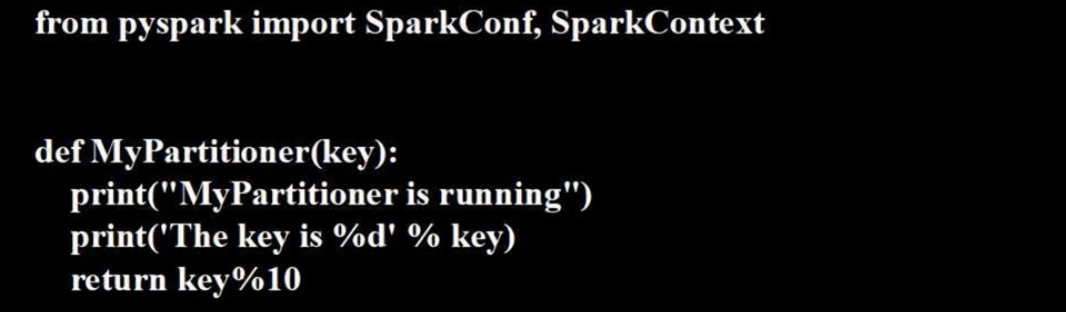 from pyspark import SparkConf, SparkContext
def MyPartitioner(key):
print("MyPartitioner is running")
print('The key is %d' % key)
return key%10